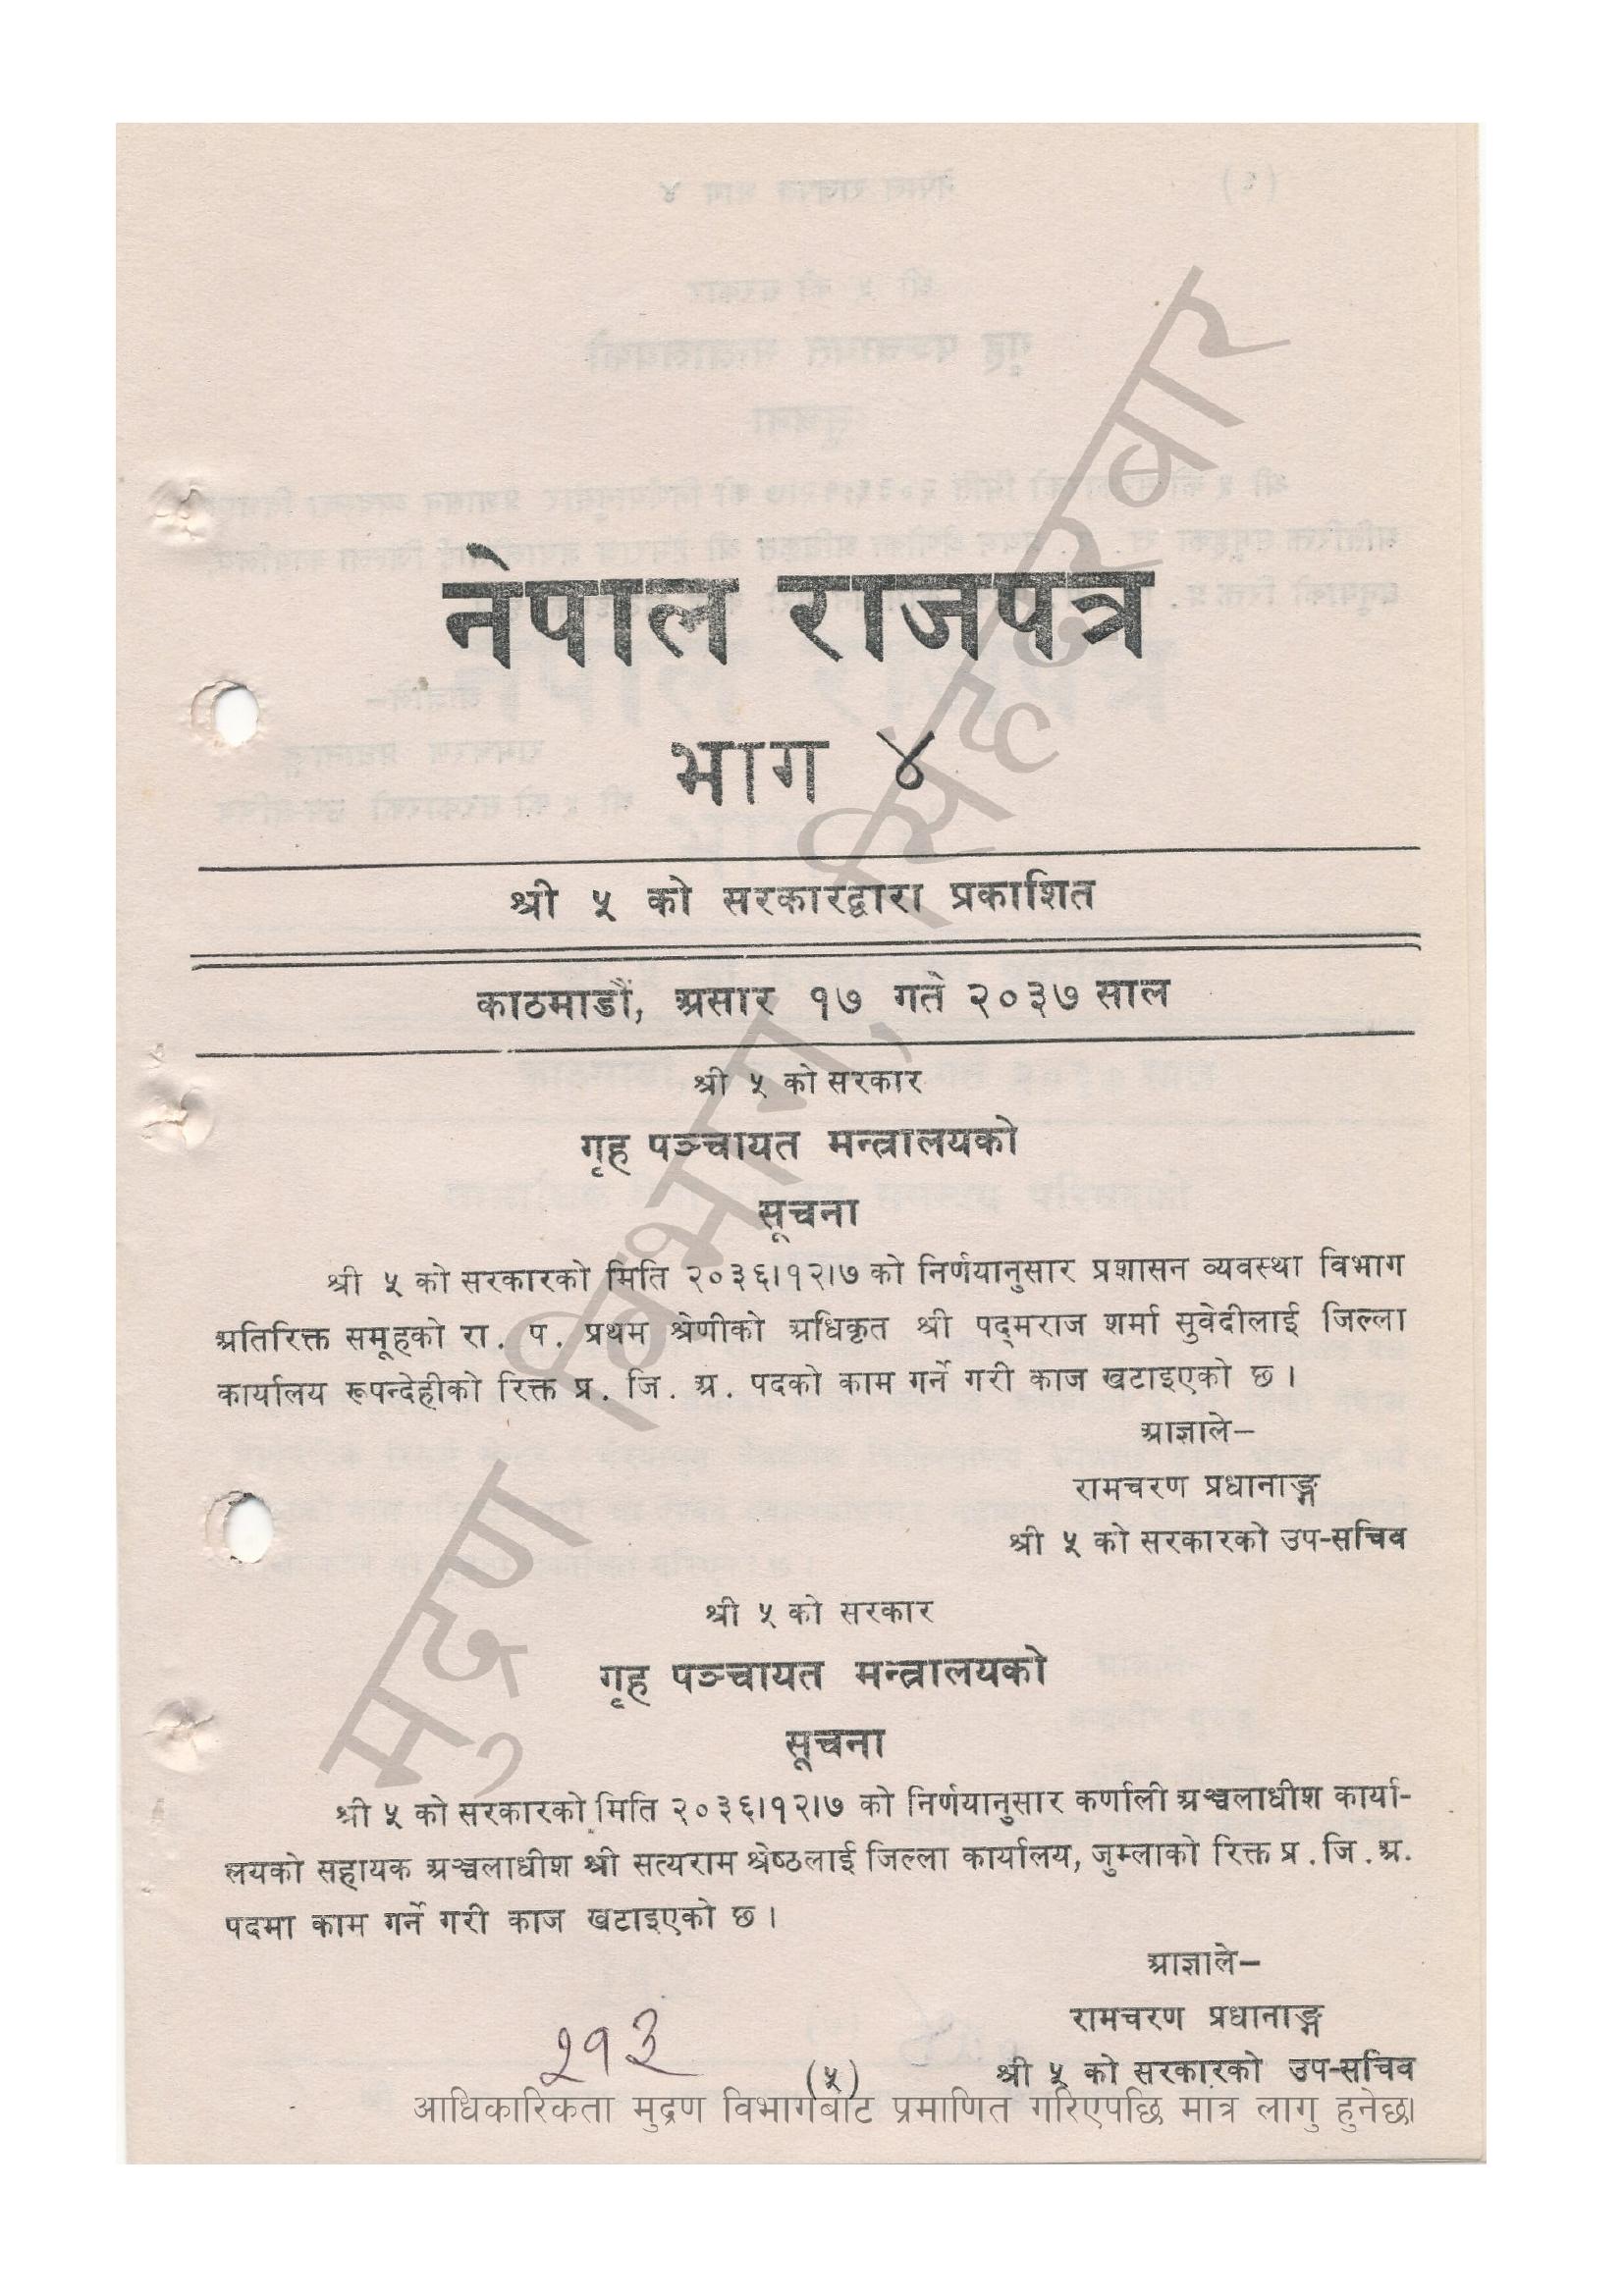 नेपाल राजपत्र
भाग ४
श्री ५ को सरकारद्वारा प्रकाशित
काठमाडौं, असार १७ गते २०३७ साल
श्री ५ को सरकार
गृह पञ्चायत मन्त्रालयको
सूचना
श्री ५ को सरकारको मिति २०३६।१२।७ को निर्णयानुसार प्रशासन व्यवस्था विभाग
अतिरिक्त समूहको रा. प. प्रथम श्रेणीको अधिकृत श्री पद्मराज शर्मा सुवेदीलाई जिल्ला
कार्यालय रूपन्देहीको रिक्त प्र. जि. अ. पदको काम गर्ने गरी काज खटाइएको छ ।
आज्ञाले–
रामचरण प्रधानाङ्ग
श्री ५ को सरकारको उप-सचिव
श्री ५ को सरकार
गृह पञ्चायत मन्त्रालयको
सूचना
श्री ५ को सरकारको मिति २०३६।१२।७ को निर्णयानुसार कर्णाली अञ्चलाधीश कार्या-
लयको सहायक अञ्चलाधीश श्री सत्यराम श्रेष्ठलाई जिल्ला कार्यालय, जुम्लाको रिक्त प्र. जि. अ.
पदमा काम गर्ने गरी काज खटाइएको छ ।
आज्ञाले–
रामचरण प्रधानाङ्ग
श्री ५ को सरकारको उप-सचिव
२१३
(५)
आधिकारिकता मुद्रण विभागबाट प्रमाणित गरिएपछि मात्र लागु हुनेछ।
मुद्रण विभाग, सिंहदरबार